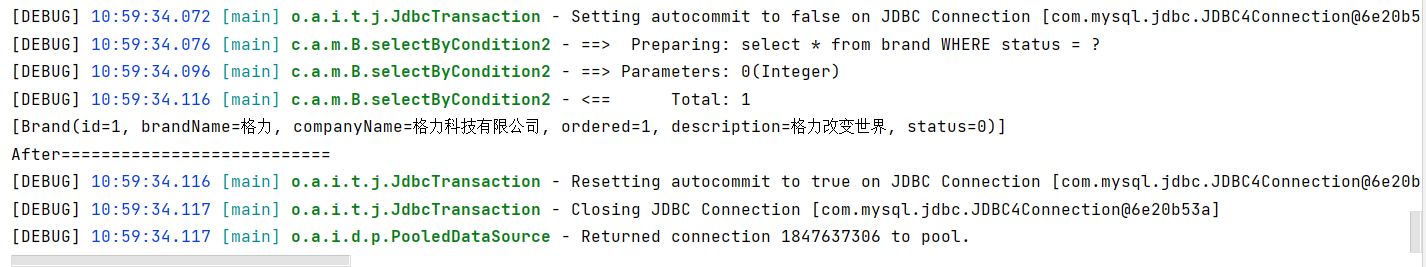 [DEBUG] 10:59:34.072 [main] o.a.i.t.j.JdbcTransaction - Setting autocommit to false on JDBC Connection [com.mysql.jdbc.JDBC4Connection@6e20b5
[DEBUG] 10:59:34.076 [main] c.a.m.B.selectByCondition2 - ==>  Preparing: select * from brand WHERE status = ?
[DEBUG] 10:59:34.096 [main] c.a.m.B.selectByCondition2 - ==> Parameters: 0(Integer)
[DEBUG] 10:59:34.116 [main] c.a.m.B.selectByCondition2 - <==      Total: 1
[Brand(id=1, brandName=格力, companyName=格力科技有限公司, ordered=1, description=格力改变世界, status=0)]
After===========================
[DEBUG] 10:59:34.116 [main] o.a.i.t.j.JdbcTransaction - Resetting autocommit to true on JDBC Connection [com.mysql.jdbc.JDBC4Connection@6e20b
[DEBUG] 10:59:34.117 [main] o.a.i.t.j.JdbcTransaction - Closing JDBC Connection [com.mysql.jdbc.JDBC4Connection@6e20b53a]
[DEBUG] 10:59:34.117 [main] o.a.i.d.p.PooledDataSource - Returned connection 1847637306 to pool.